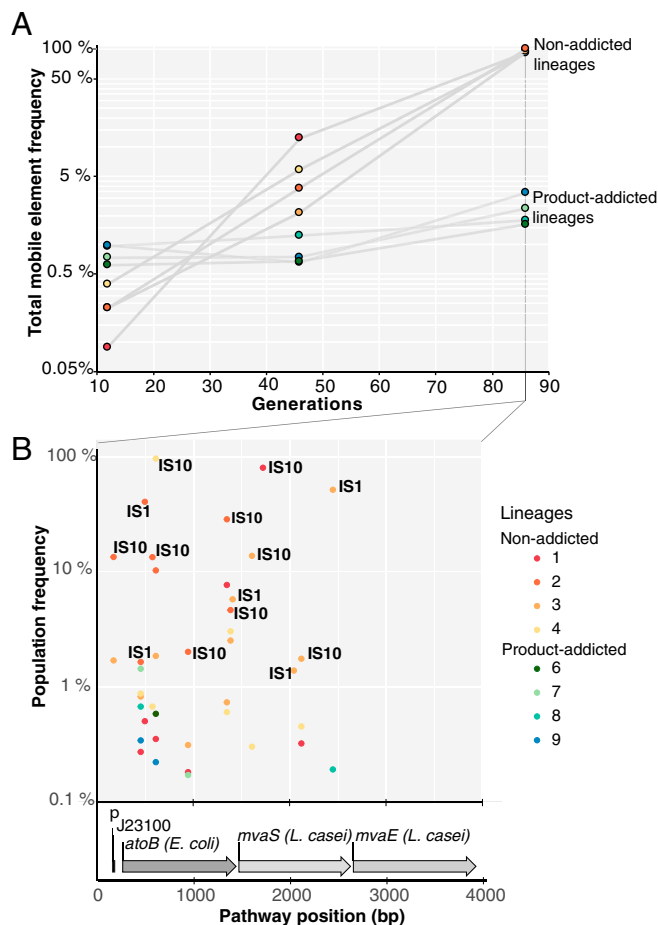 A
Total mobile element frequency
100 %
50 %
5 %
0.5 %
0.05%
Non-addicted
lineages
Product-addicted
lineages
10 20 30 40 50 60 70 80 90
Generations
B
Population frequency
100 %
10 %
1 %
0.1 %
IS10
IS10
IS1
IS1
IS10
IS10
IS10
IS10
IS1
IS10
IS1
IS10
IS10
IS1
Lineages
Non-addicted
1
2
3
4
Product-addicted
6
7
8
9
p
J23100
atoB (E. coli)
mvaS (L. casei)
mvaE (L. casei)
0 1000 2000 3000 4000
Pathway position (bp)